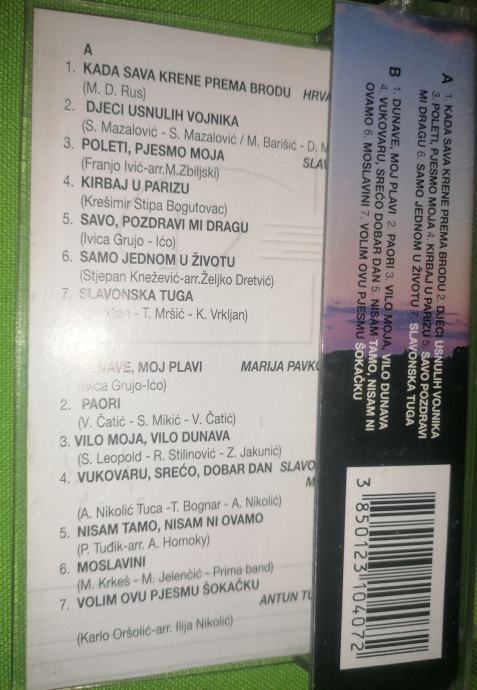 A
1. KADA SAVA KRENE PREMA BRODU HRVA
(M. D. Rus)
2. DJECI USNULIH VOJNIKA
(S. Mazalović - S. Mazalović / M. Barišić - D. M
3. POLETI, PJESMO MOJA SLAV
(Franjo Ivić-arr.M.Zbiljski)
4. KIRBAJ U PARIZU
(Krešimir Stipa Bogutovac)
5. SAVO, POZDRAVI MI DRAGU
(Ivica Grujo - Ićo)
6. SAMO JEDNOM U ŽIVOTU
(Stjepan Knežević-arr.Željko Dretvić)
7. SLAVONSKA TUGA
- T. Mršić - K. Vrkljan)
DUNAVE, MOJ PLAVI MARIJA PAVKO
(Ivica Grujo-Ićo)
2. PAORI
(V. Čatić - S. Mikić - V. Čatić)
3. VILO MOJA, VILO DUNAVA
(S. Leopold - R. Stilinović - Z. Jakunić)
4. VUKOVARU, SREĆO, DOBAR DAN SLAVO
M
(A. Nikolić Tuca -T. Bognar - A. Nikolić)
5. NISAM TAMO, NISAM NI OVAMO
(P. Tuđik-arr. A. Homoky)
6. MOSLAVINI
(M. Krkeš - M. Jelenčić - Prima band)
7. VOLIM OVU PJESMU ŠOKAČKU
ANTUN TU
(Karlo Oršolić-arr. Ilija Nikolić)
A 1. KADA SAVA KRENE PREMA BRODU 2. DJECI USNULIH VOJNIKA
3. POLETI, PJESMO MOJA 4. KIRBAJ U PARIZU 5. SAVO POZDRAVI
MI DRAGU 6. SAMO JEDNOM U ŽIVOTU 7. SLAVONSKA TUGA
B 1. DUNAVE, MOJ PLAVI 2. PAORI 3. VILO MOJA, VILO DUNAVA
4. VUKOVARU, SREĆO DOBAR DAN 5. NISAM TAMO, NISAM NI
OVAMO 6. MOSLAVINI 7. VOLIM OVU PJESMU ŠOKAČKU
3 850123 104072